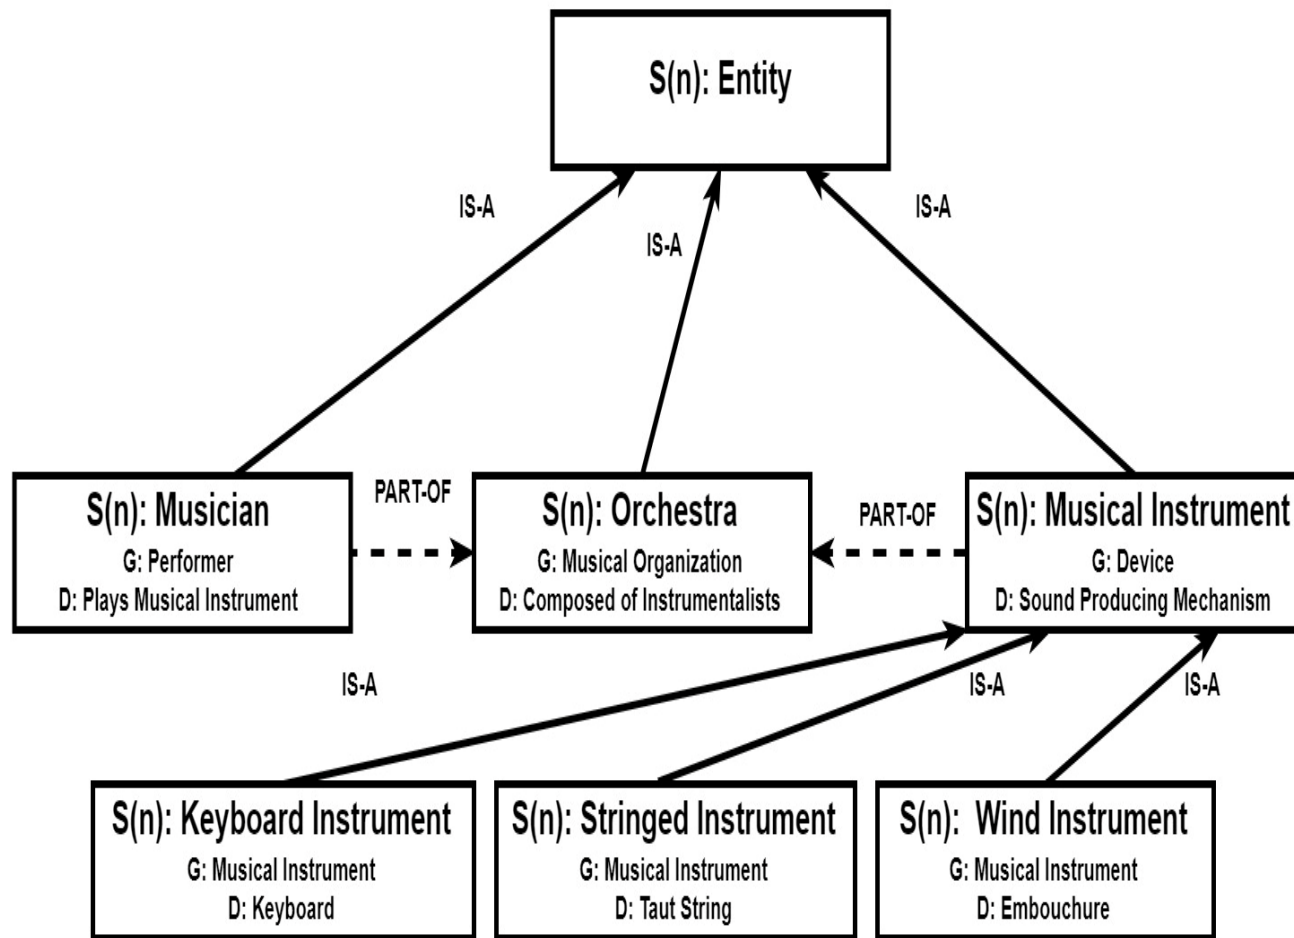 S(n): Entity
IS-A
IS-A
IS-A
S(n): Musician
G: Performer
D: Plays Musical Instrument
PART-OF
S(n): Orchestra
G: Musical Organization
D: Composed of Instrumentalists
PART-OF
S(n): Musical Instrument
G: Device
D: Sound Producing Mechanism
IS-A
IS-A
IS-A
S(n): Keyboard Instrument
G: Musical Instrument
D: Keyboard
S(n): Stringed Instrument
G: Musical Instrument
D: Taut String
S(n): Wind Instrument
G: Musical Instrument
D: Embouchure